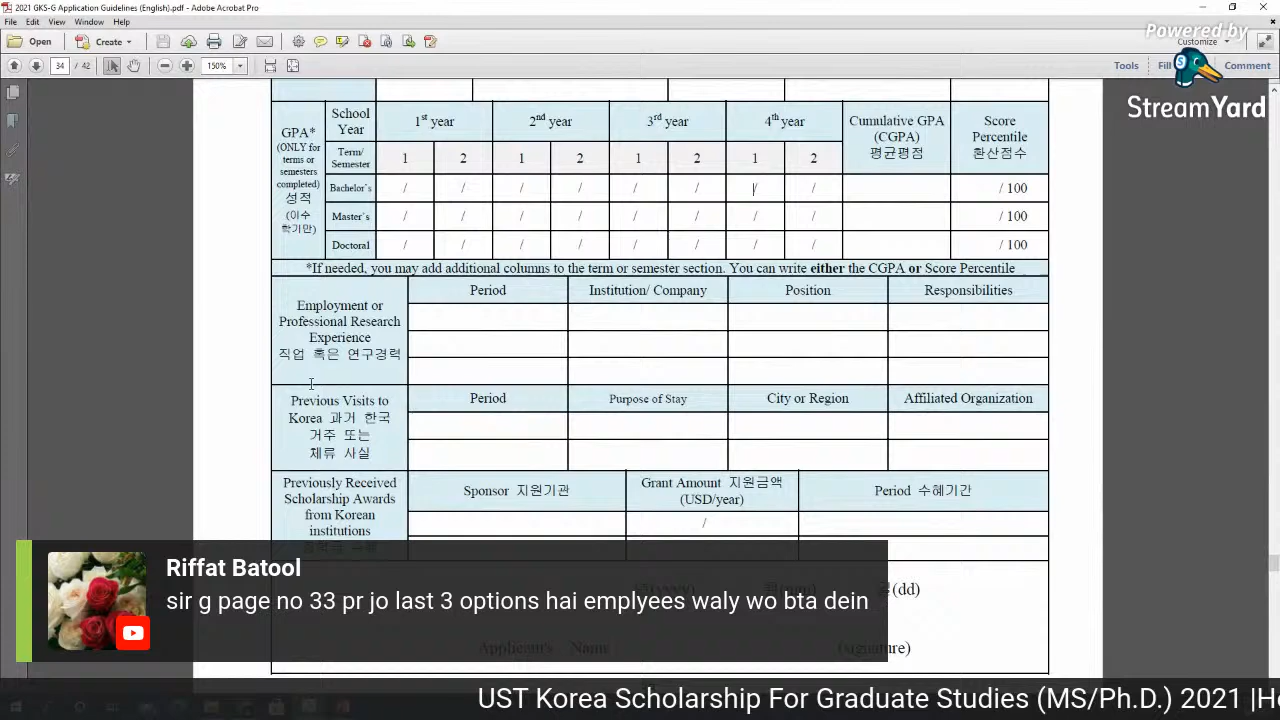 2021 GKS-G Application Guidelines (English).pdf - Adobe Acrobat Pro
File Edit View Window Help
Powered by
Open Create Customize
34 / 42 150% Tools Fill Comment
StreamYard
GPA*
(ONLY for
terms or
semesters
completed)
성적
(이수
학기만)
School
Year
1st year 2nd year 3rd year 4th year
Cumulative GPA
(CGPA)
평균평점
Score
Percentile
환산점수
Term/
Semester
1 2 1 2 1 2 1 2
Bachelor's / / / / / / / / / 100
Master's / / / / / / / / / 100
Doctoral / / / / / / / / / 100
*If needed, you may add additional columns to the term or semester section. You can write either the CGPA or Score Percentile
Employment or
Professional Research
Experience
직업 혹은 연구경력
Period Institution/ Company Position Responsibilities
Previous Visits to
Korea 과거 한국
거주 또는
체류 사실
Period Purpose of Stay City or Region Affiliated Organization
Previously Received
Scholarship Awards
from Korean
institutions
Sponsor 지원기관
Grant Amount 지원금액
(USD/year)
Period 수혜기간
/
(dd)
Applicant's Name (signature)
Riffat Batool
sir g page no 33 pr jo last 3 options hai emplyees waly wo bta dein
UST Korea Scholarship For Graduate Studies (MS/Ph.D.) 2021 |H